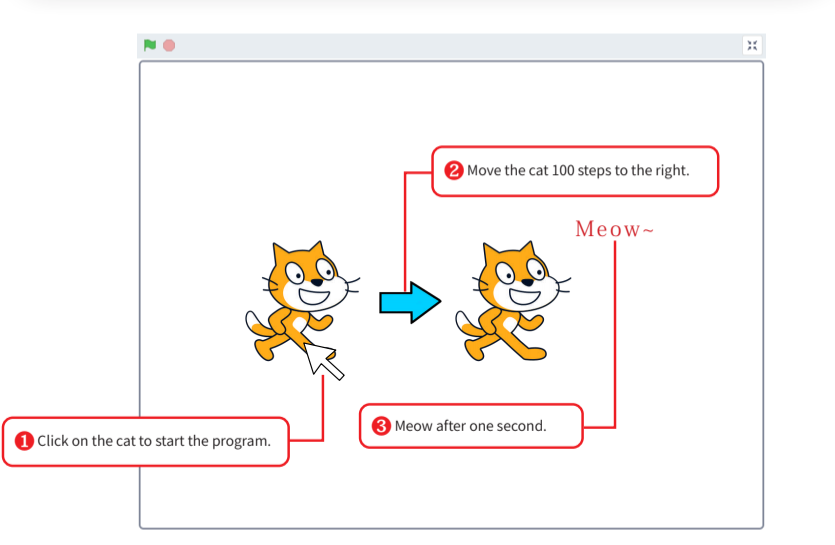 ❷ Move the cat 100 steps to the right.
Meow~
❸ Meow after one second.
❶ Click on the cat to start the program.